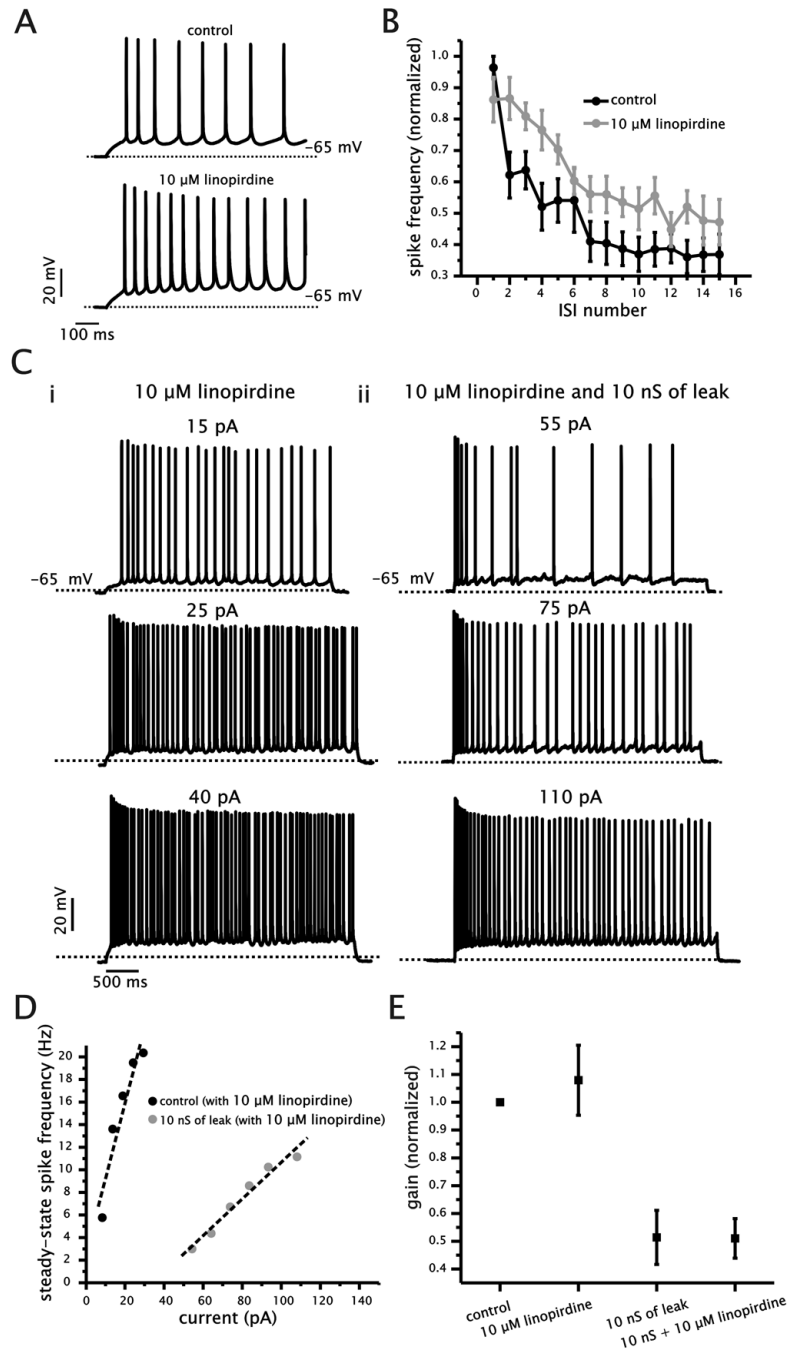 A
control
−65 mV
10 µM linopirdine
−65 mV
20 mV
100 ms
B
spike frequency (normalized)
1.0
0.9
0.8
0.7
0.6
0.5
0.4
0.3
control
10 µM linopirdine
0 2 4 6 8 10 12 14 16
ISI number
C
i
10 µM linopirdine
15 pA
−65 mV
25 pA
40 pA
20 mV
500 ms
ii
10 µM linopirdine and 10 nS of leak
55 pA
−65 mV
75 pA
110 pA
D
steady-state spike frequency (Hz)
20
18
16
14
12
10
8
6
4
2
0
control (with 10 µM linopirdine)
10 nS of leak (with 10 µM linopirdine)
0 20 40 60 80 100 120 140
current (pA)
E
gain (normalized)
1.2
1.1
1.0
0.9
0.8
0.7
0.6
0.5
0.4
control
10 µM linopirdine
10 nS of leak
10 nS + 10 µM linopirdine